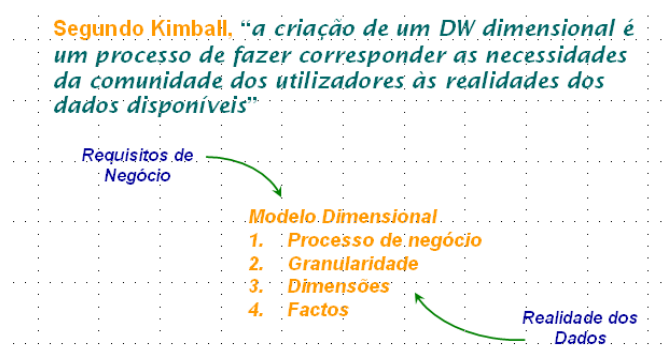 Segundo Kimball, “a criação de um DW dimensional é
um processo de fazer corresponder as necessidades
da comunidade dos utilizadores às realidades dos
dados disponíveis”
Requisitos de
Negócio
Modelo Dimensional
1. Processo de negócio
2. Granularidade
3. Dimensões
4. Factos
Realidade dos
Dados